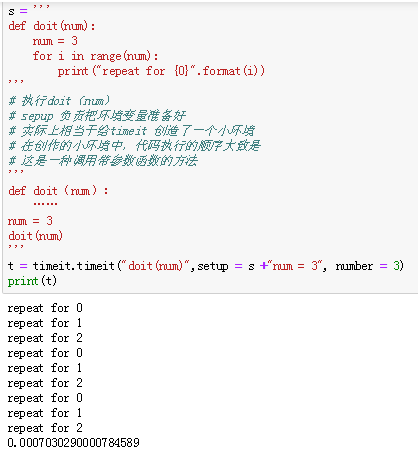 s = '''
def doit(num):
    num = 3
    for i in range(num):
        print("repeat for {0}".format(i))
'''
# 执行doit（num）
# sepup 负责把环境变量准备好
# 实际上相当于给timeit 创造了一个小环境
# 在创作的小环境中，代码执行的顺序大致是
# 这是一种调用带参数函数的方法
'''
def doit（num）：
    ……
num = 3
doit(num)
'''
t = timeit.timeit("doit(num)",setup = s +"num = 3", number = 3)
print(t)
repeat for 0
repeat for 1
repeat for 2
repeat for 0
repeat for 1
repeat for 2
repeat for 0
repeat for 1
repeat for 2
0.0007030290000784589